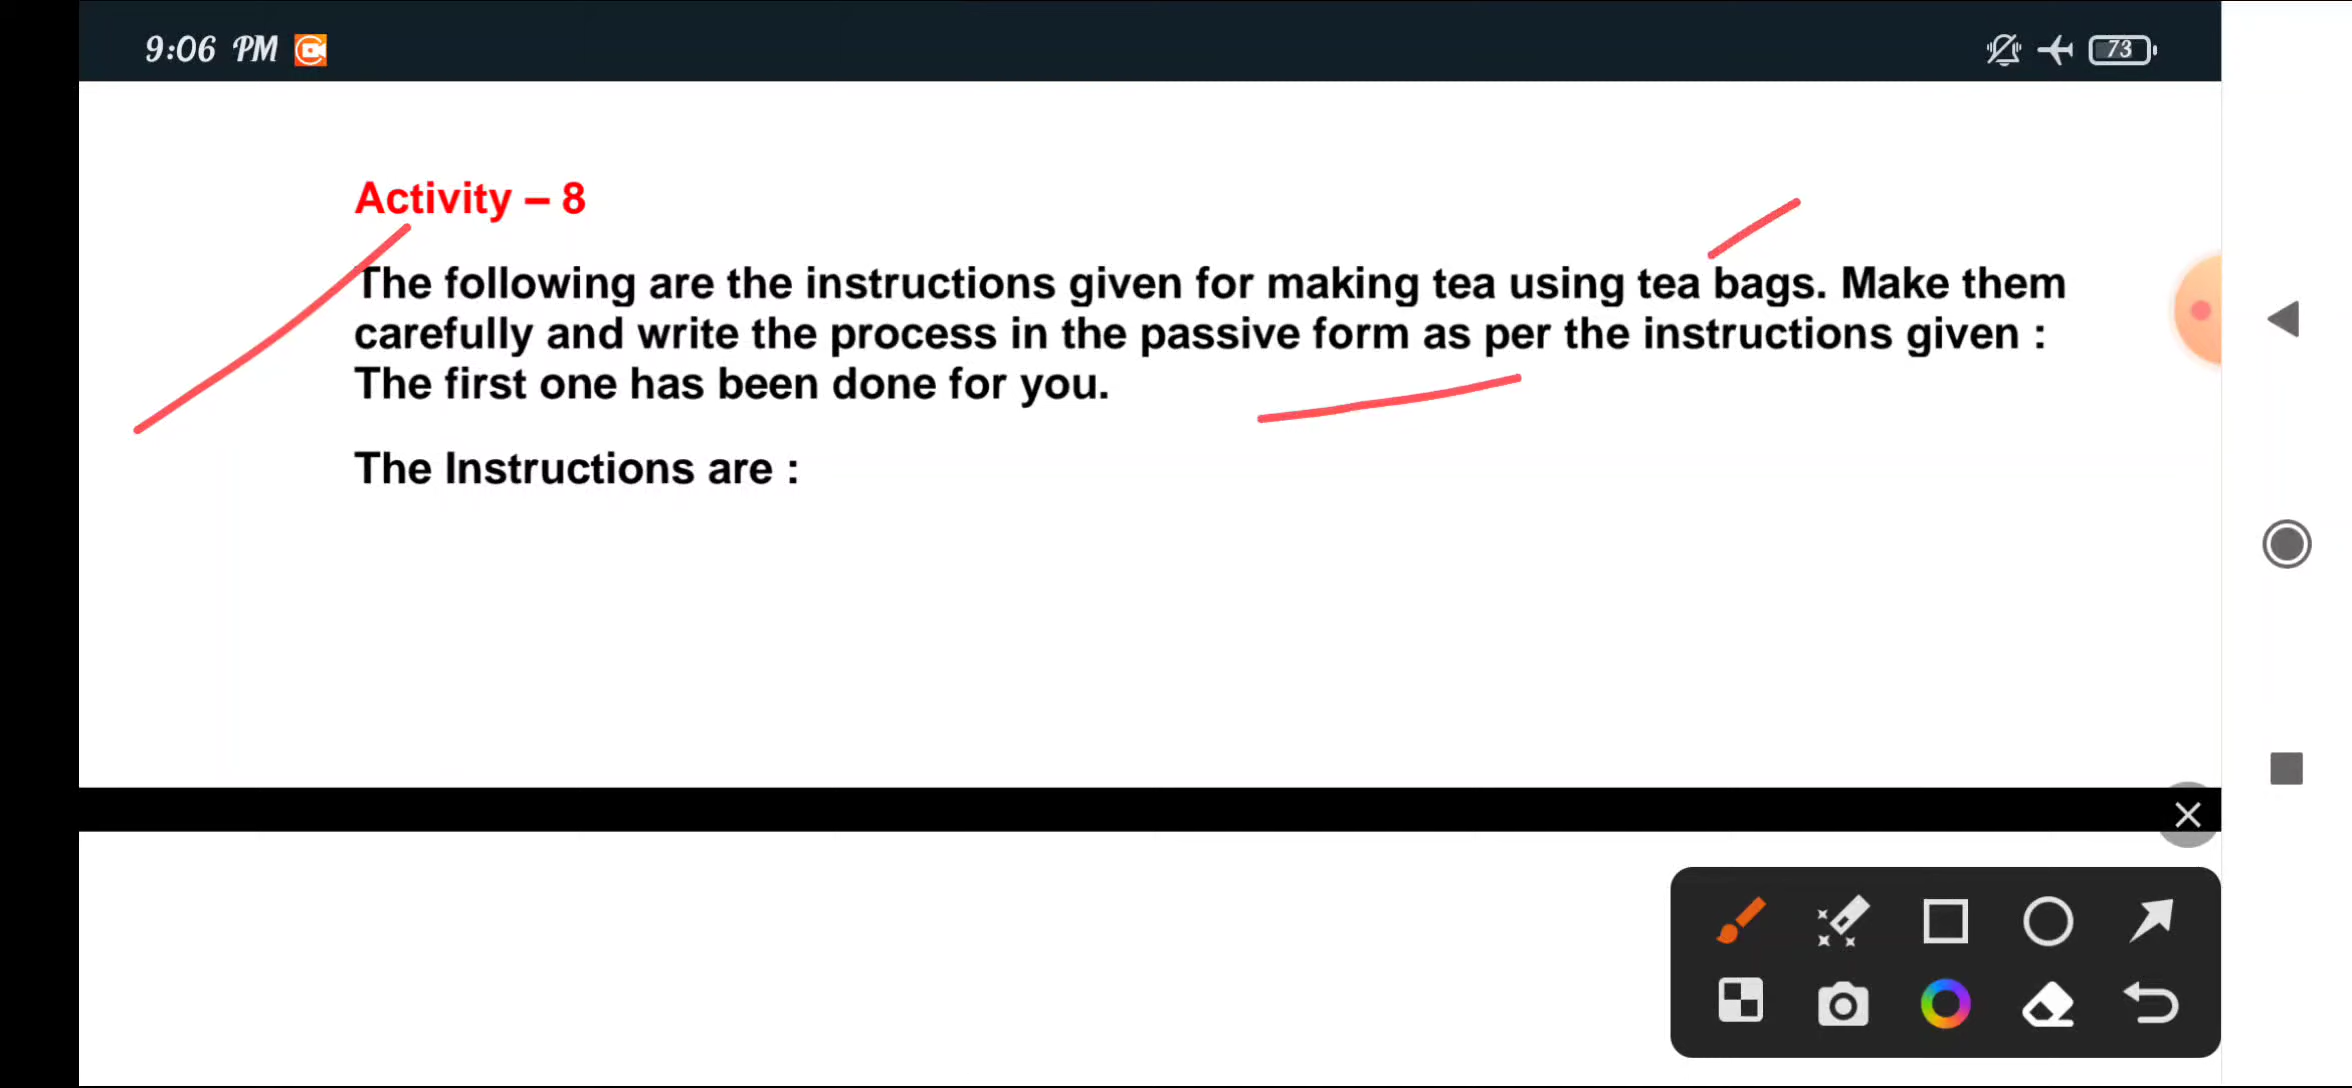 9:06 PM
73
Activity – 8
The following are the instructions given for making tea using tea bags. Make them
carefully and write the process in the passive form as per the instructions given :
The first one has been done for you.
The Instructions are :